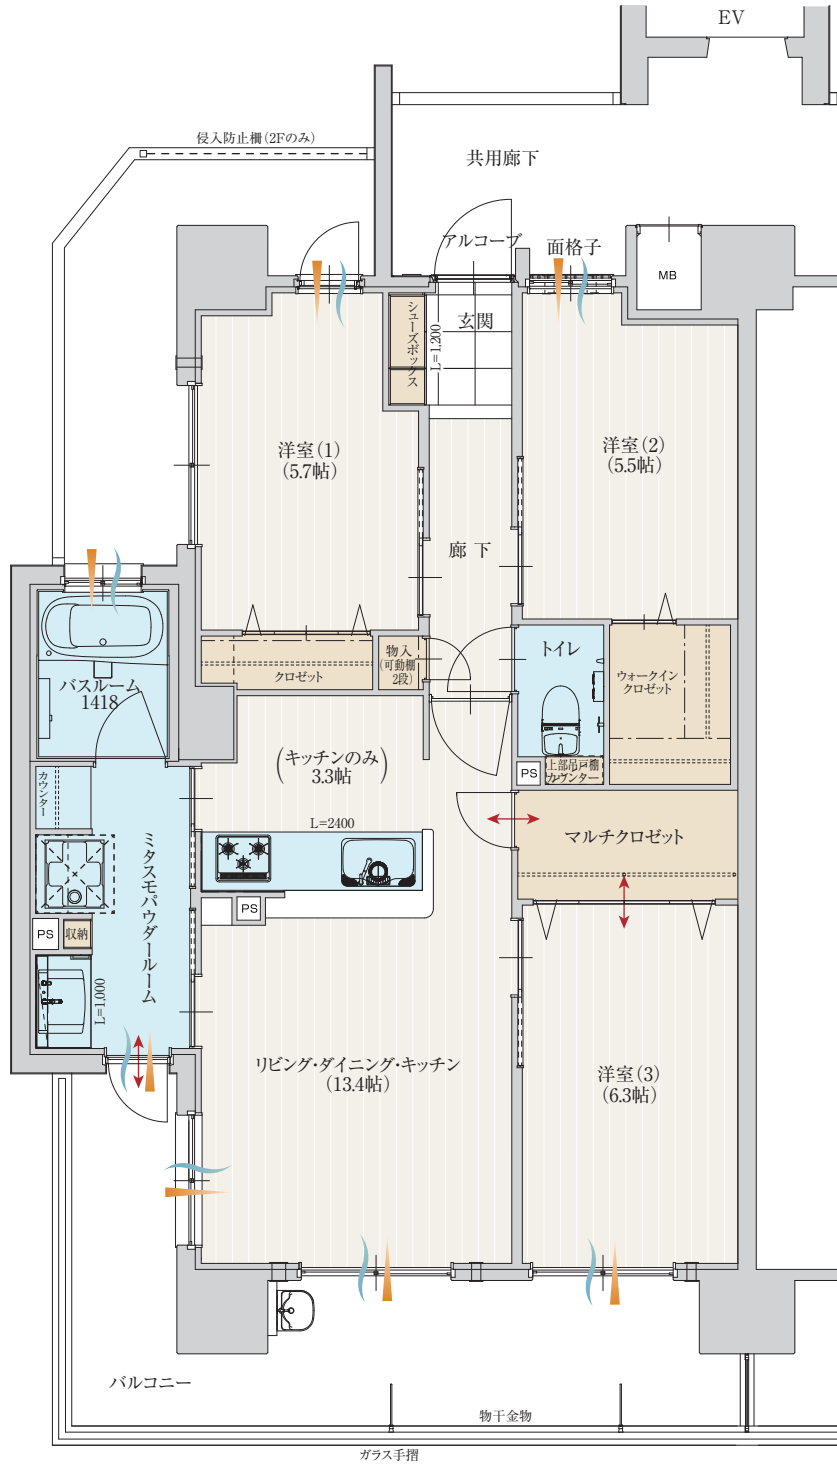 EV
侵入防止柵(2Fのみ)
共用廊下
アルコーブ
面格子
MB
シューズボックス
L=1,200
玄関
洋室(1)
(5.7帖)
洋室(2)
(5.5帖)
廊下
バスルーム
1418
クロゼット
物入
(可動棚
2段)
トイレ
ウォークイン
クロゼット
(キッチンのみ)
3.3帖
PS
上部吊戸棚
カウンター
カウンター
L=2400
マルチクロゼット
ミタスモパウダールーム
PS
PS
収納
L=1,000
リビング・ダイニング・キッチン
(13.4帖)
洋室(3)
(6.3帖)
バルコニー
物干金物
ガラス手摺